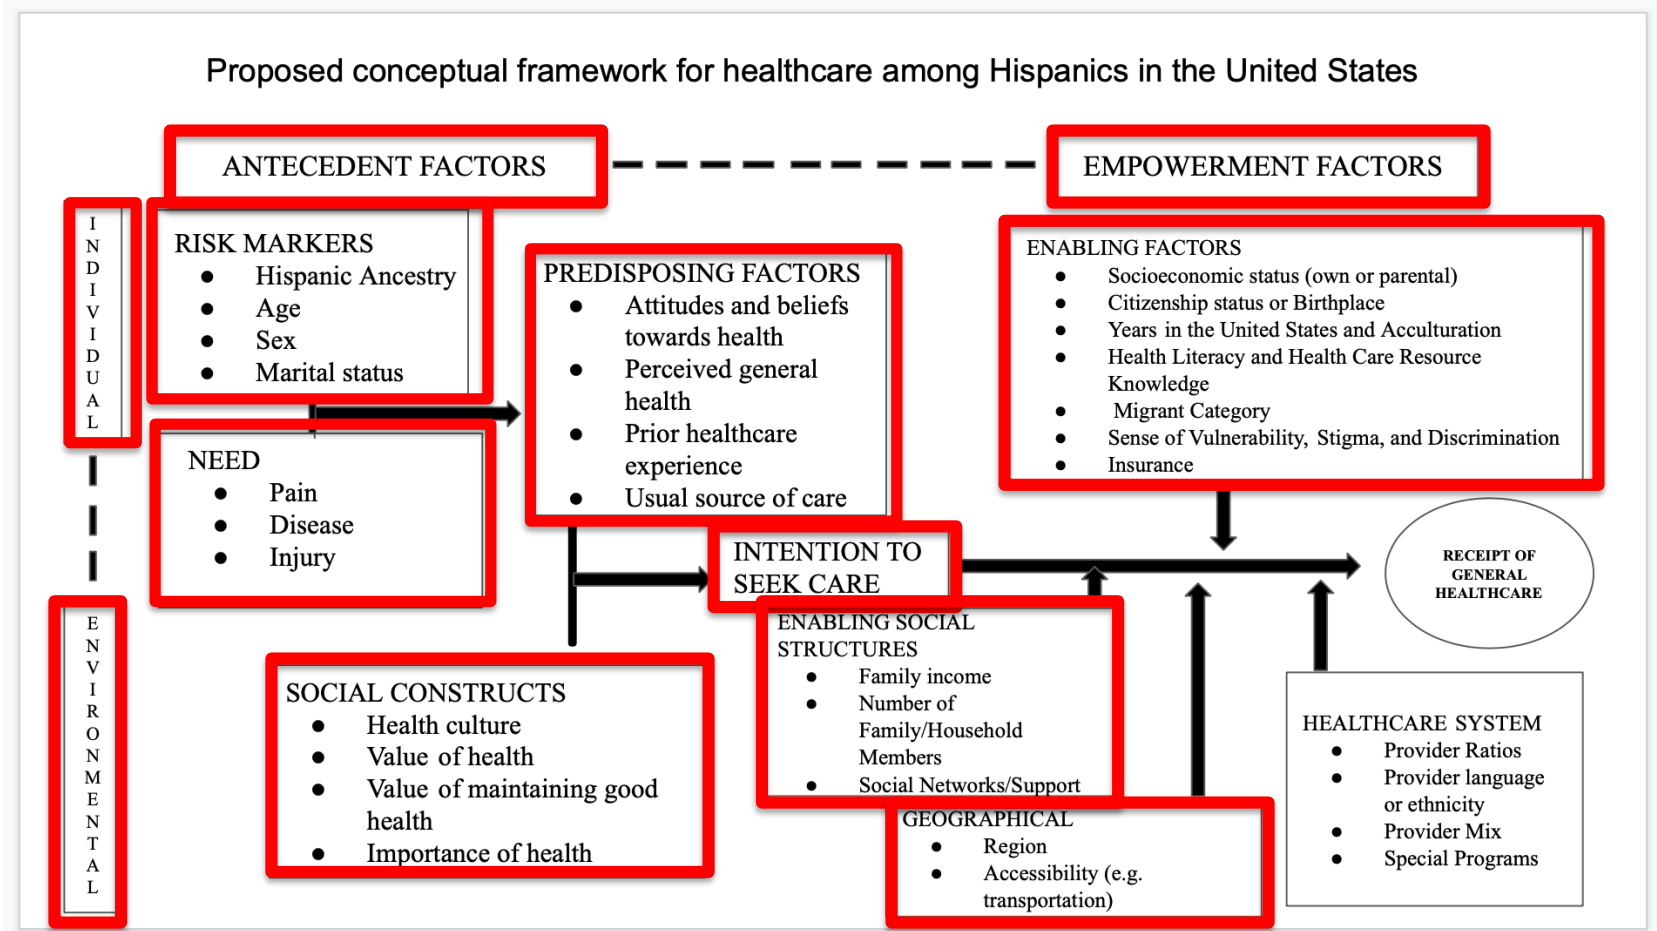 Proposed conceptual framework for healthcare among Hispanics in the United States
ANTECEDENT FACTORS
EMPOWERMENT FACTORS
INDIVIDUAL
RISK MARKERS
● Hispanic Ancestry
● Age
● Sex
● Marital status
NEED
● Pain
● Disease
● Injury
PREDISPOSING FACTORS
● Attitudes and beliefs
towards health
● Perceived general
health
● Prior healthcare
experience
● Usual source of care
ENABLING FACTORS
● Socioeconomic status (own or parental)
● Citizenship status or Birthplace
● Years in the United States and Acculturation
● Health Literacy and Health Care Resource
Knowledge
● Migrant Category
● Sense of Vulnerability, Stigma, and Discrimination
● Insurance
INTENTION TO
SEEK CARE
RECEIPT OF
GENERAL
HEALTHCARE
ENVIRONMENTAL
SOCIAL CONSTRUCTS
● Health culture
● Value of health
● Value of maintaining good
health
● Importance of health
ENABLING SOCIAL
STRUCTURES
● Family income
● Number of
Family/Household
Members
● Social Networks/Support
GEOGRAPHICAL
● Region
● Accessibility (e.g.
transportation)
HEALTHCARE SYSTEM
● Provider Ratios
● Provider language
or ethnicity
● Provider Mix
● Special Programs